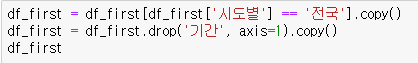 df_first = df_first[df_first['시도별'] == '전국'].copy()
df_first = df_first.drop('기간', axis=1).copy()
df_first